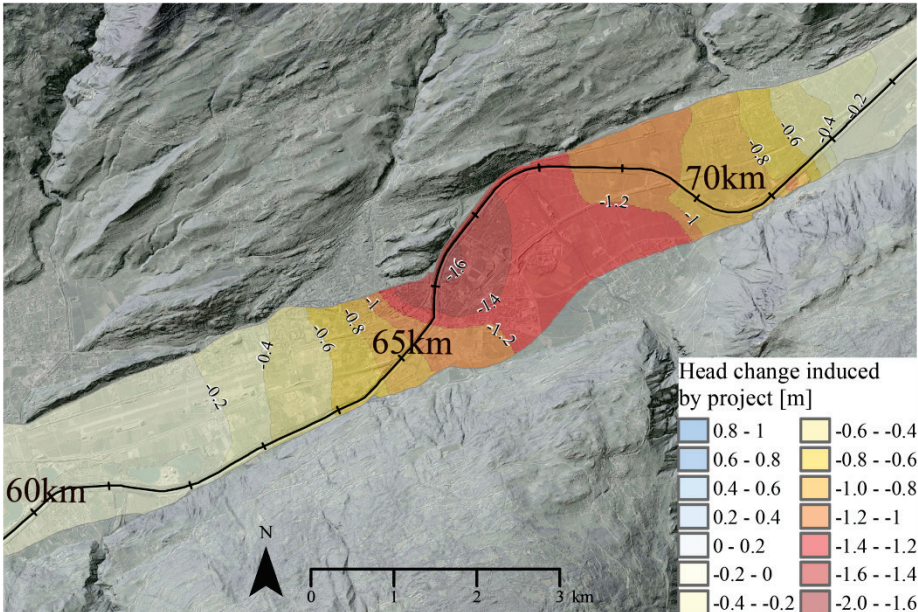 -0.2
-0.4
-0.6
-0.8
70km
-1.2
-1
-1.6
-1.4
-1
-0.8
-0.6
-0.4
-0.2
65km
-1.2
60km
N
0 1 2 3 km
Head change induced
by project [m]
0.8 - 1
0.6 - 0.8
0.4 - 0.6
0.2 - 0.4
0 - 0.2
-0.2 - 0
-0.4 - -0.2
-0.6 - -0.4
-0.8 - -0.6
-1.0 - -0.8
-1.2 - -1
-1.4 - -1.2
-1.6 - -1.4
-2.0 - -1.6